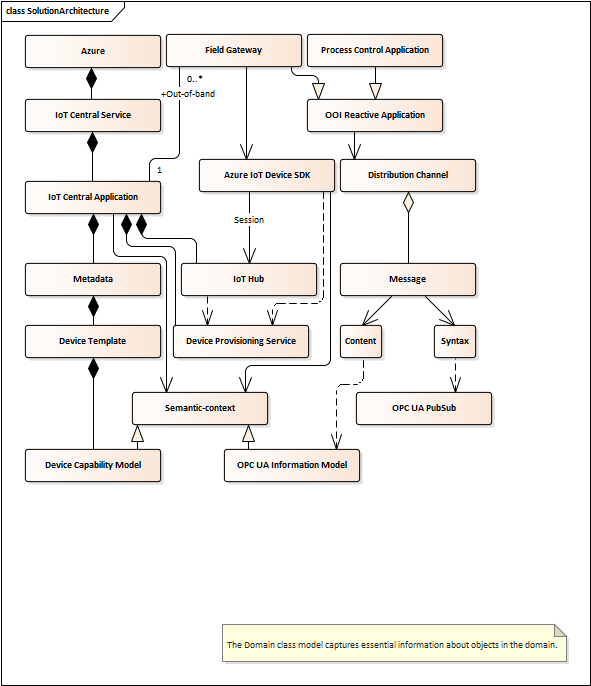 class SolutionArchitecture
Azure
Field Gateway
Process Control Application
0..*
+Out-of-band
IoT Central Service
OOI Reactive Application
1
Azure IoT Device SDK
Distribution Channel
IoT Central Application
Session
Metadata
IoT Hub
Message
Device Template
Device Provisioning Service
Content
Syntax
Semantic-context
OPC UA PubSub
Device Capability Model
OPC UA Information Model
The Domain class model captures essential information about objects in the domain.